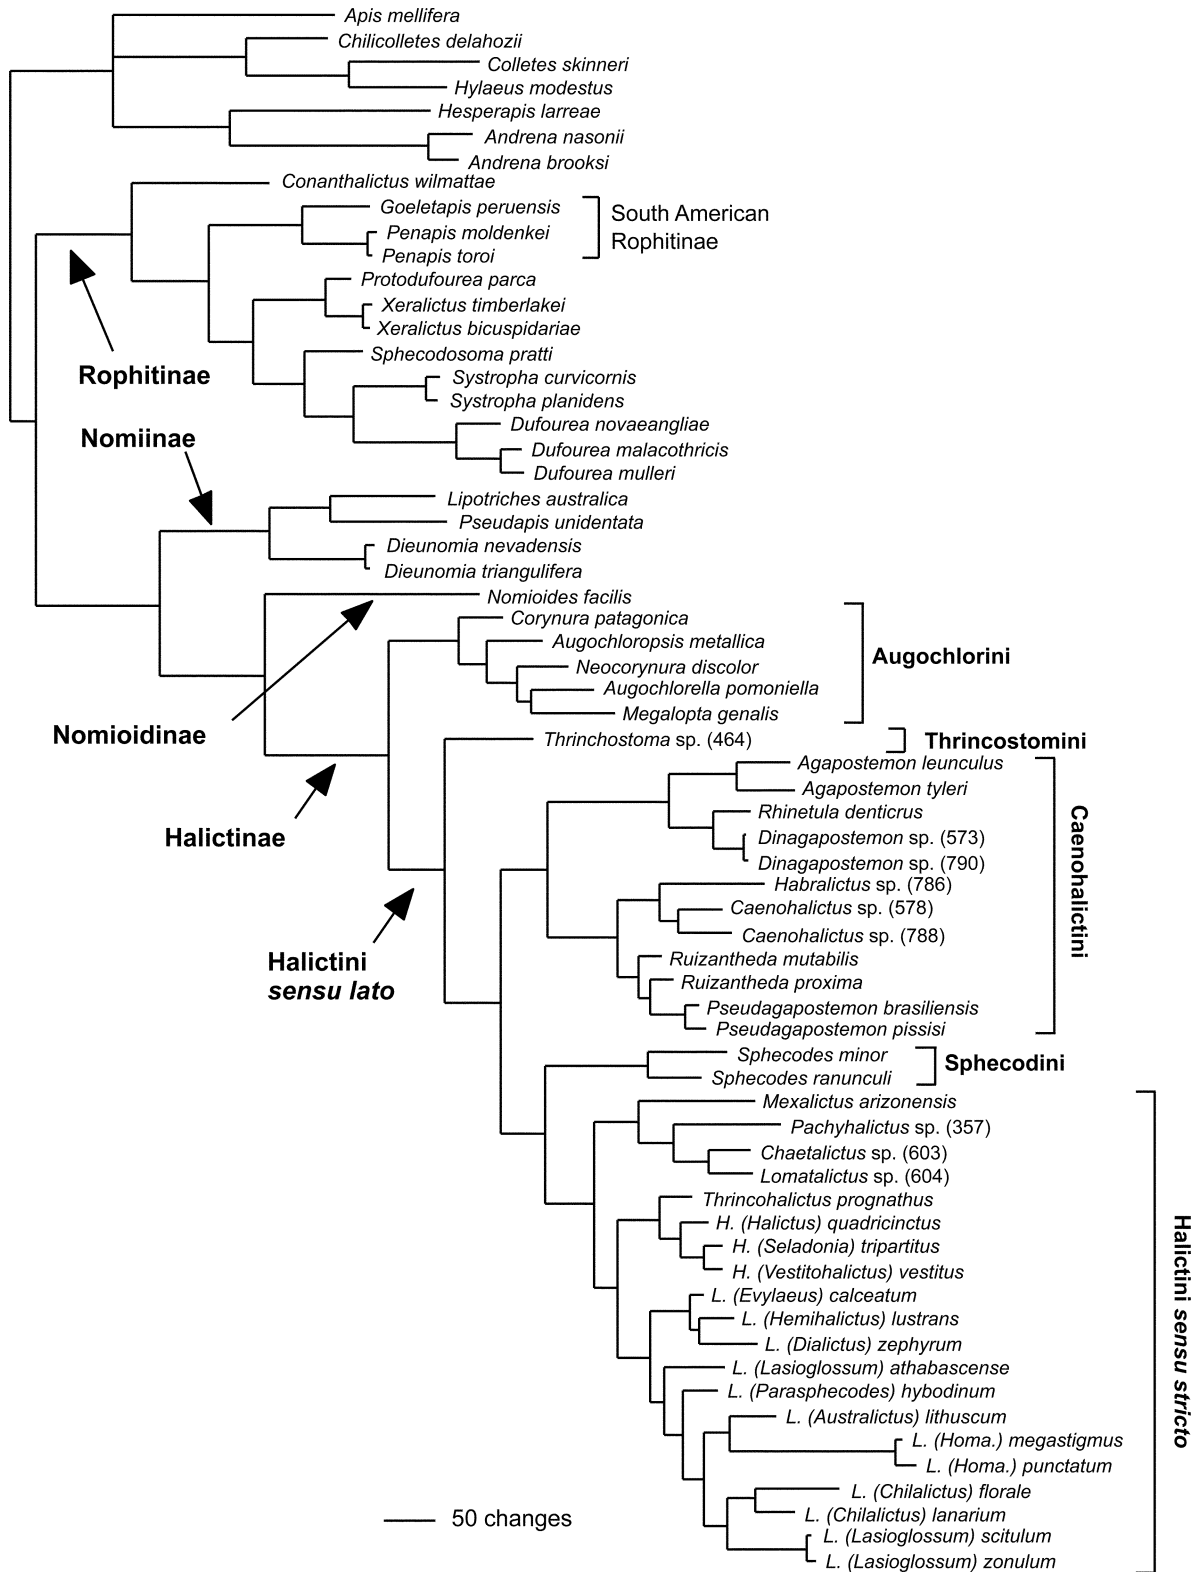 Apis mellifera
Chilicolletes delahozii
Colletes skinneri
Hylaeus modestus
Hesperapis larreae
Andrena nasonii
Andrena brooksi
Conanthalictus wilmattae
Goeletapis peruensis
Penapis moldenkei
Penapis toroi
South American
Rophitinae
Protodufourea parca
Xeralictus timberlakei
Xeralictus bicuspidariae
Sphecodosoma pratti
Rophitinae
Systropha curvicornis
Systropha planidens
Dufourea novaeangliae
Nomiinae
Dufourea malacothricis
Dufourea mulleri
Lipotriches australica
Pseudapis unidentata
Dieunomia nevadensis
Dieunomia triangulifera
Nomioides facilis
Corynura patagonica
Augochloropsis metallica
Neocorynura discolor
Augochlorella pomoniella
Megalopta genalis
Augochlorini
Nomioidinae
Thrinchostoma sp. (464)
Thrincostomini
Agapostemon leunculus
Agapostemon tyleri
Rhinetula denticrus
Dinagapostemon sp. (573)
Dinagapostemon sp. (790)
Halictinae
Habralictus sp. (786)
Caenohalictus sp. (578)
Caenohalictus sp. (788)
Ruizantheda mutabilis
Ruizantheda proxima
Pseudagapostemon brasiliensis
Pseudagapostemon pissisi
Caenohalictini
Halictini
sensu lato
Sphecodes minor
Sphecodes ranunculi
Sphecodini
Mexalictus arizonensis
Pachyhalictus sp. (357)
Chaetalictus sp. (603)
Lomatalictus sp. (604)
Thrincohalictus prognathus
H. (Halictus) quadricinctus
H. (Seladonia) tripartitus
H. (Vestitohalictus) vestitus
L. (Evylaeus) calceatum
L. (Hemihalictus) lustrans
L. (Dialictus) zephyrum
L. (Lasioglossum) athabascense
L. (Parasphecodes) hybodinum
L. (Australictus) lithuscum
L. (Homa.) megastigmus
L. (Homa.) punctatum
L. (Chilalictus) florale
L. (Chilalictus) lanarium
L. (Lasioglossum) scitulum
L. (Lasioglossum) zonulum
Halictini sensu stricto
50 changes